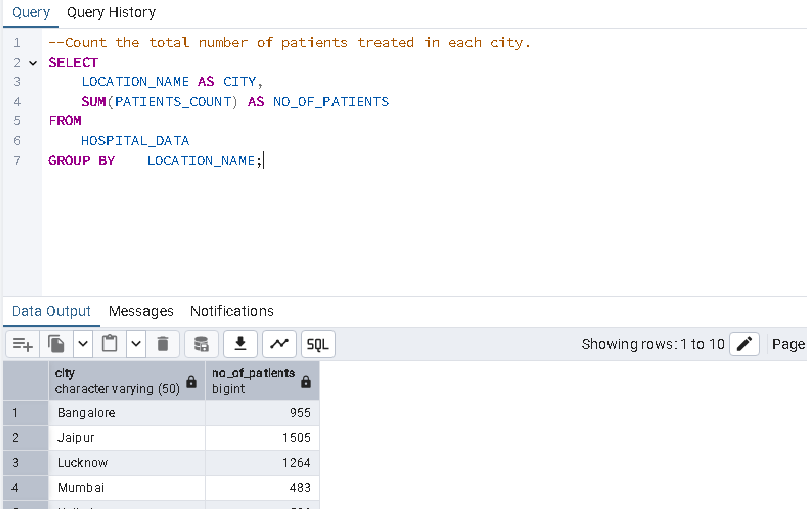 Query Query History
1 --Count the total number of patients treated in each city.
2 SELECT
3 LOCATION_NAME AS CITY,
4 SUM(PATIENTS_COUNT) AS NO_OF_PATIENTS
5 FROM
6 HOSPITAL_DATA
7 GROUP BY LOCATION_NAME;
Data Output Messages Notifications
SQL Showing rows: 1 to 10 Page
city no_of_patients
character varying (50) bigint
1 Bangalore 955
2 Jaipur 1505
3 Lucknow 1264
4 Mumbai 483